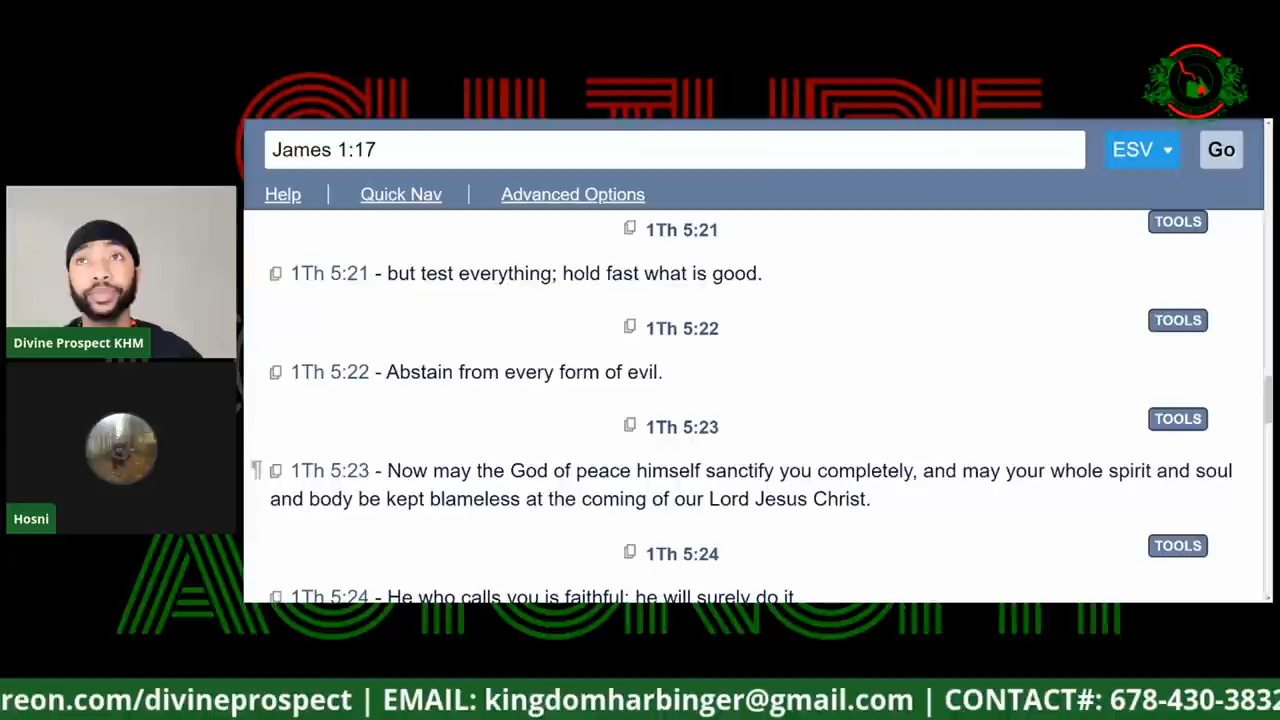 James 1:17
ESV
Go
Help | Quick Nav | Advanced Options
1Th 5:21
TOOLS
1Th 5:21 - but test everything; hold fast what is good.
1Th 5:22
TOOLS
1Th 5:22 - Abstain from every form of evil.
1Th 5:23
TOOLS
¶ 1Th 5:23 - Now may the God of peace himself sanctify you completely, and may your whole spirit and soul
and body be kept blameless at the coming of our Lord Jesus Christ.
1Th 5:24
TOOLS
1Th 5:24 - He who calls you is faithful; he will surely do it.
Divine Prospect KHM
Hosni
reon.com/divineprospect | EMAIL: kingdomharbinger@gmail.com | CONTACT#: 678-430-3832